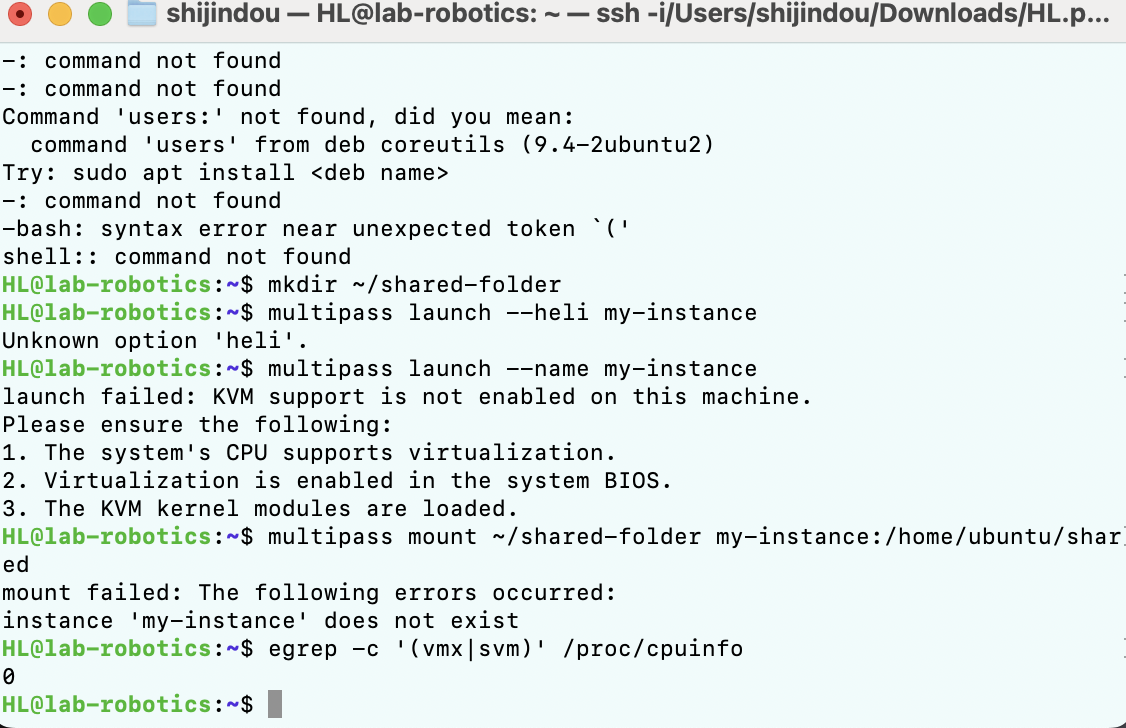 shijindou — HL@lab-robotics: ~ — ssh -i/Users/shijindou/Downloads/HL.p...
–: command not found
–: command not found
Command 'users:' not found, did you mean:
  command 'users' from deb coreutils (9.4-2ubuntu2)
Try: sudo apt install <deb name>
–: command not found
-bash: syntax error near unexpected token `('
shell:: command not found
HL@lab-robotics:~$ mkdir ~/shared-folder
HL@lab-robotics:~$ multipass launch --heli my-instance
Unknown option 'heli'.
HL@lab-robotics:~$ multipass launch --name my-instance
launch failed: KVM support is not enabled on this machine.
Please ensure the following:
1. The system's CPU supports virtualization.
2. Virtualization is enabled in the system BIOS.
3. The KVM kernel modules are loaded.
HL@lab-robotics:~$ multipass mount ~/shared-folder my-instance:/home/ubuntu/shar
ed
mount failed: The following errors occurred:
instance 'my-instance' does not exist
HL@lab-robotics:~$ egrep -c '(vmx|svm)' /proc/cpuinfo
0
HL@lab-robotics:~$